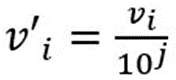 v'ᵢ = vᵢ / 10ʲ